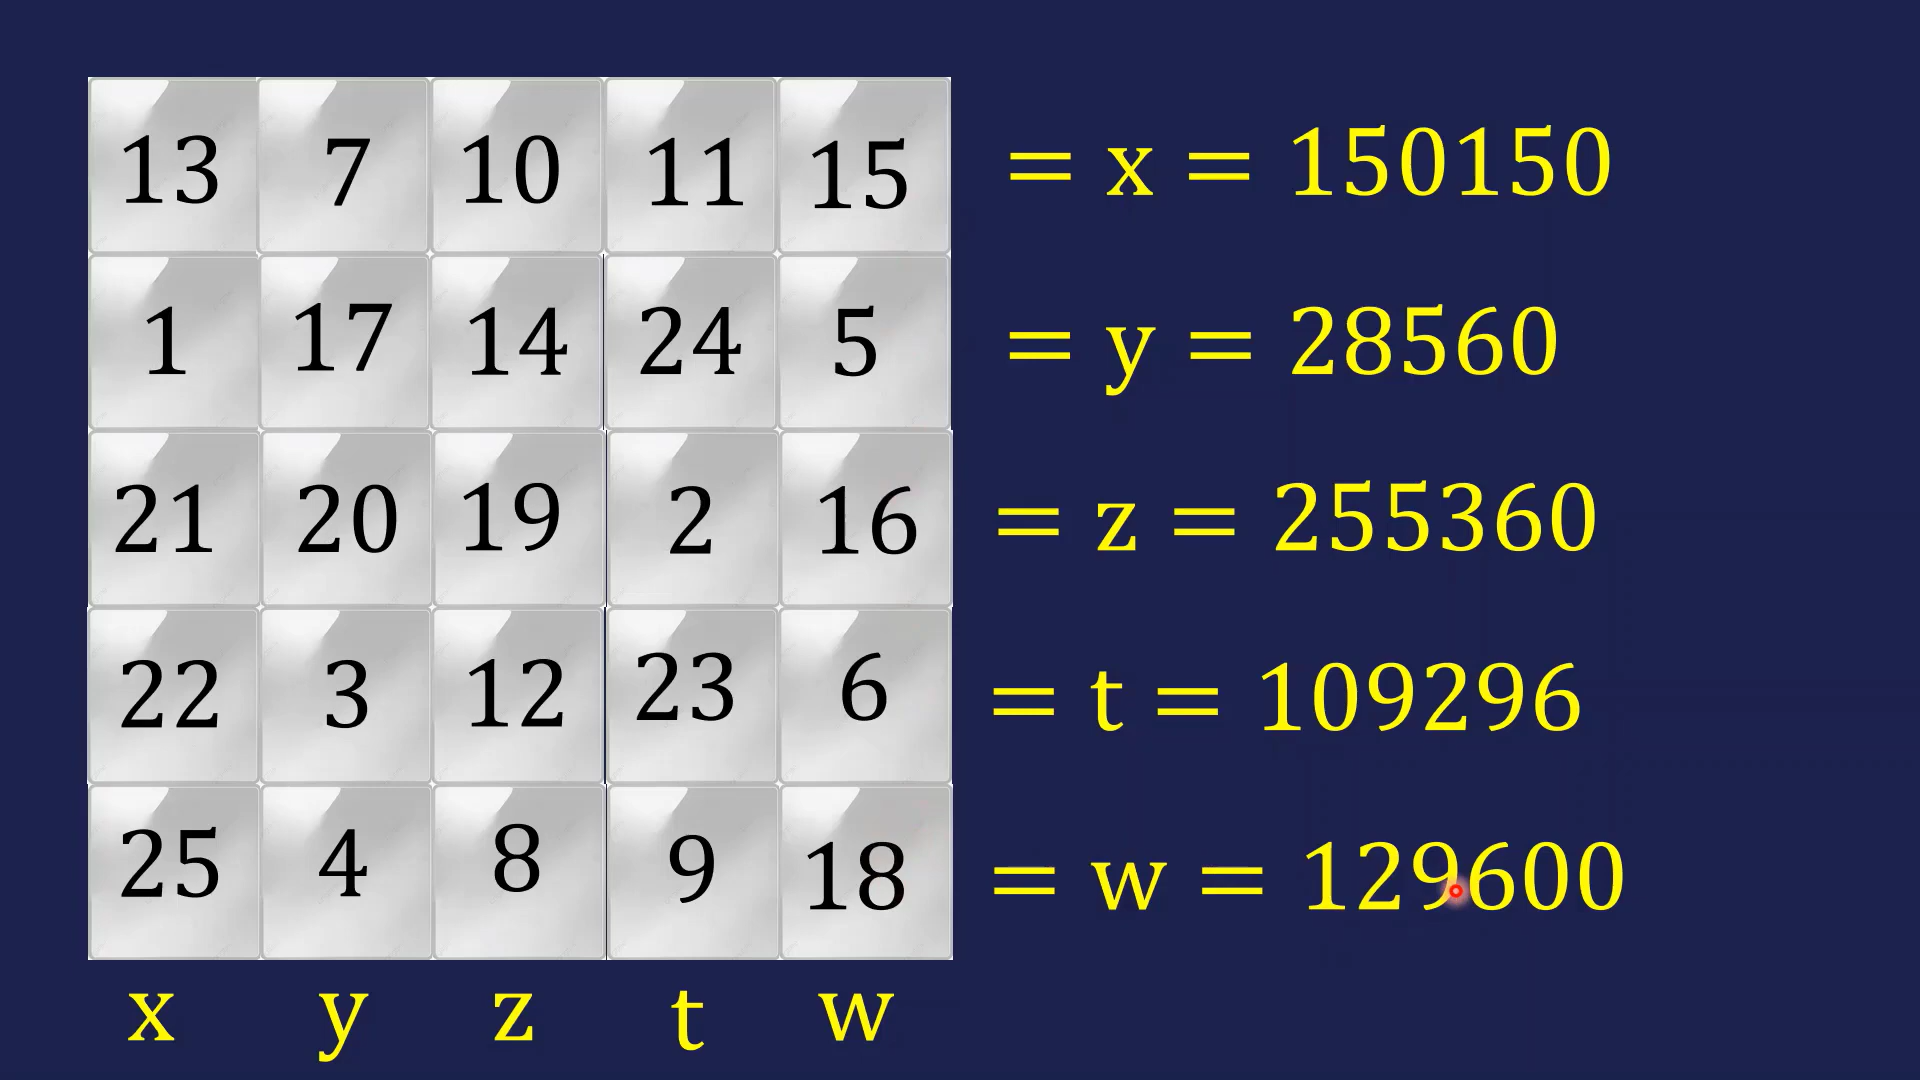 13 7 10 11 15 = x = 150150
1 17 14 24 5 = y = 28560
21 20 19 2 16 = z = 255360
22 3 12 23 6 = t = 109296
25 4 8 9 18 = w = 129600
x y z t w